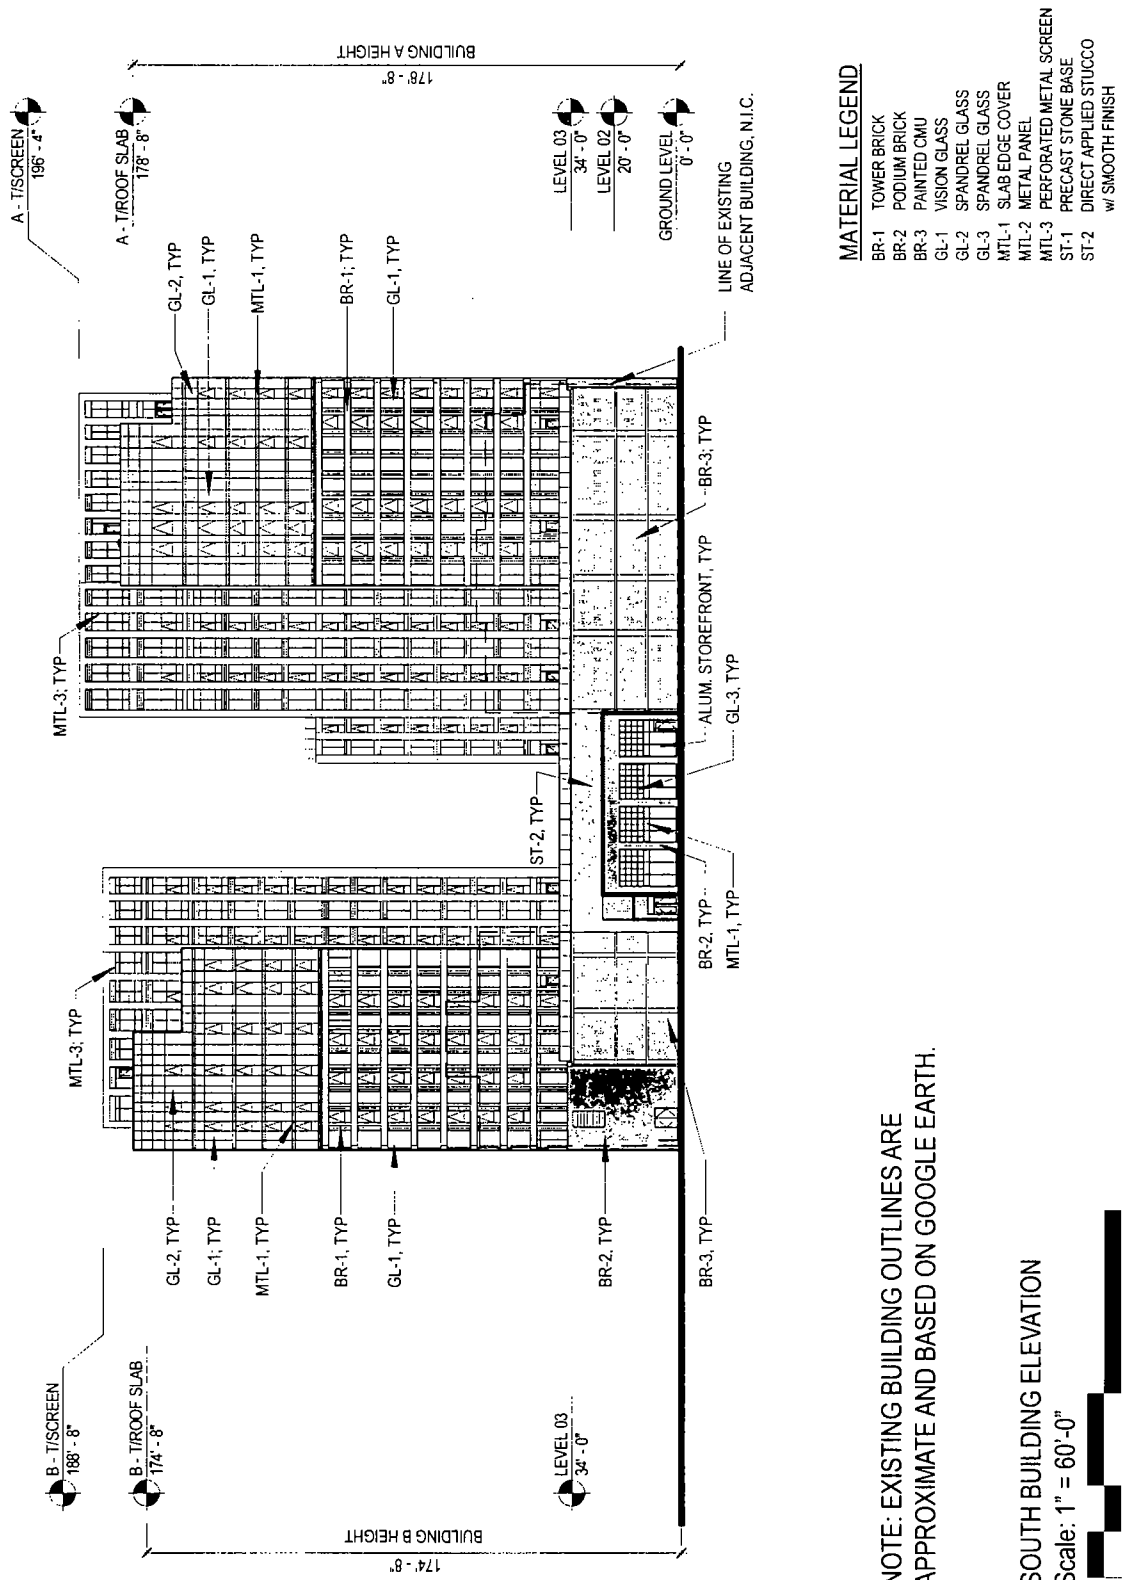 B - T/SCREEN
188' - 8"
B - T/ROOF SLAB
174' - 8"
LEVEL 03
34' - 0"
BUILDING B HEIGHT
174' - 8"
MTL-3; TYP
GL-2, TYP
GL-1; TYP
MTL-1, TYP
BR-1, TYP
GL-1, TYP
BR-2, TYP
BR-3, TYP
MTL-3; TYP
ST-2, TYP
BR-2, TYP
MTL-1, TYP
ALUM. STOREFRONT, TYP
GL-3, TYP
BR-3; TYP
GL-2, TYP
GL-1, TYP
MTL-1, TYP
BR-1; TYP
GL-1, TYP
LINE OF EXISTING
ADJACENT BUILDING, N.I.C.
A - T/SCREEN
196' - 4"
A - T/ROOF SLAB
178' - 8"
LEVEL 03
34' - 0"
LEVEL 02
20' - 0"
GROUND LEVEL
0' - 0"
BUILDING A HEIGHT
178' - 8"
NOTE: EXISTING BUILDING OUTLINES ARE
APPROXIMATE AND BASED ON GOOGLE EARTH.
SOUTH BUILDING ELEVATION
Scale: 1" = 60'-0"
MATERIAL LEGEND
BR-1 TOWER BRICK
BR-2 PODIUM BRICK
BR-3 PAINTED CMU
GL-1 VISION GLASS
GL-2 SPANDREL GLASS
GL-3 SPANDREL GLASS
MTL-1 SLAB EDGE COVER
MTL-2 METAL PANEL
MTL-3 PERFORATED METAL SCREEN
ST-1 PRECAST STONE BASE
ST-2 DIRECT APPLIED STUCCO
w/ SMOOTH FINISH